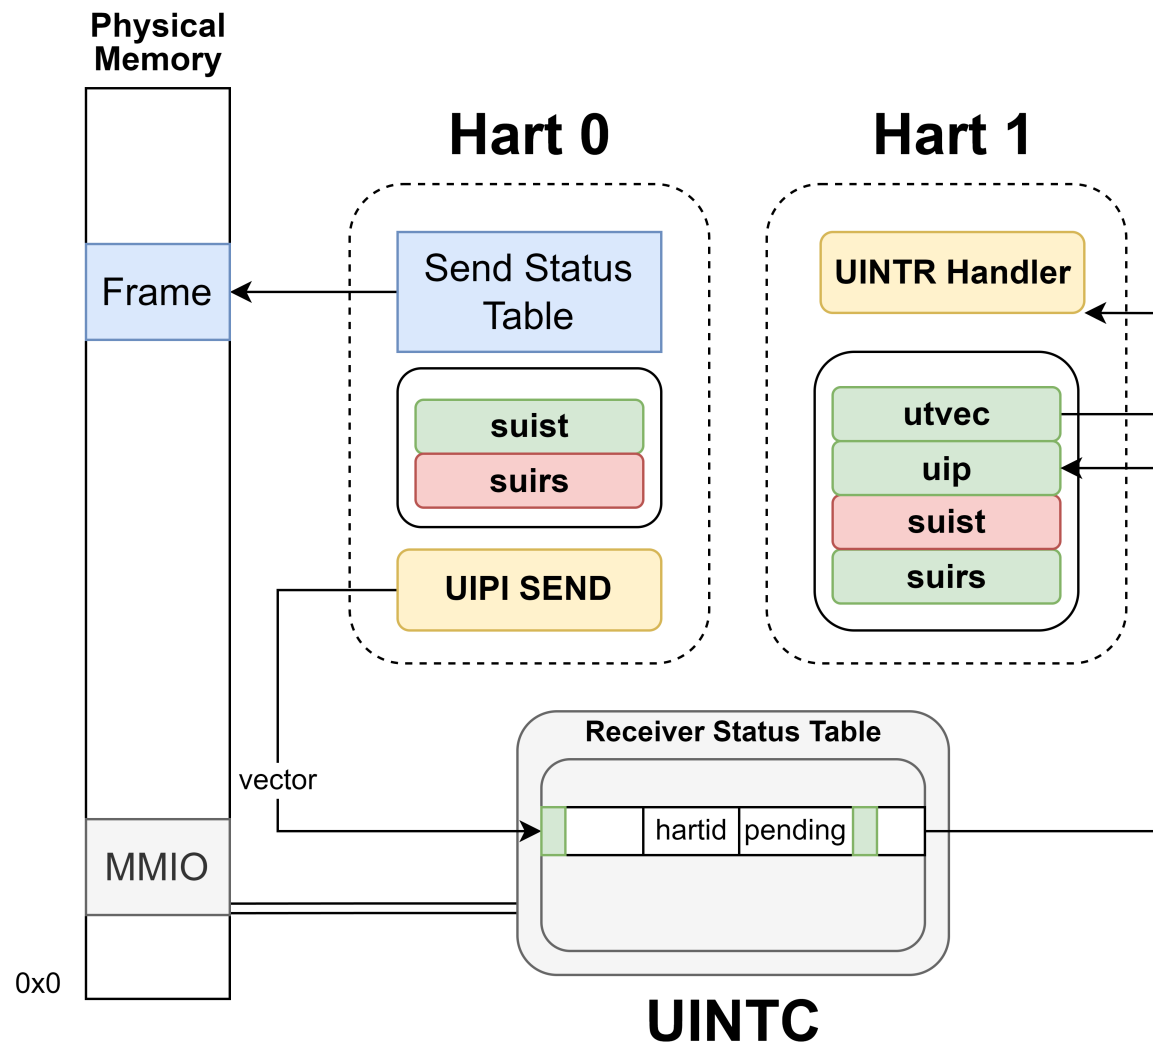 Physical
Memory
Frame
MMIO
0x0
Hart 0
Send Status
Table
suist
suirs
UIPI SEND
vector
Hart 1
UINTR Handler
utvec
uip
suist
suirs
Receiver Status Table
hartid
pending
UINTC